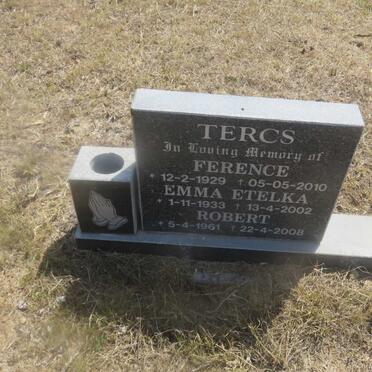 TERCS
In Loving Memory of
FERENCE
* 12-2-1929 † 05-05-2010
EMMA ETELKA
* 1-11-1933 † 13-4-2002
ROBERT
* 5-4-1961 † 22-4-2008